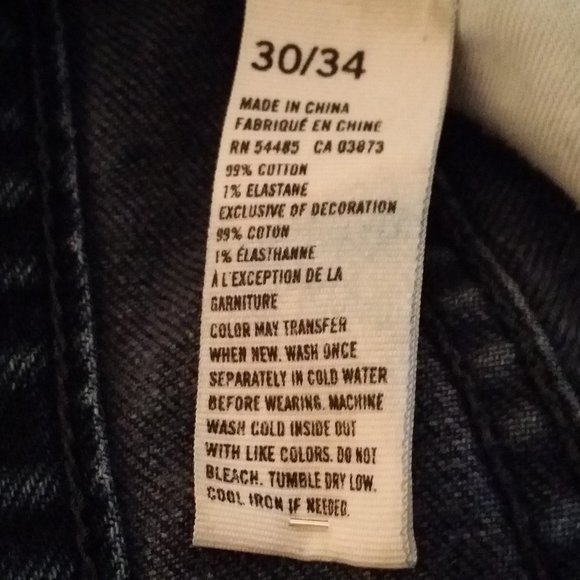 30/34
MADE IN CHINA
FABRIQUÉ EN CHINE
RN 54485 CA 03873
99% COTTON
1% ELASTANE
EXCLUSIVE OF DECORATION
99% COTON
1% ÉLASTHANNE
À L'EXCEPTION DE LA
GARNITURE
COLOR MAY TRANSFER
WHEN NEW. WASH ONCE
SEPARATELY IN COLD WATER
BEFORE WEARING. MACHINE
WASH COLD INSIDE OUT
WITH LIKE COLORS. DO NOT
BLEACH. TUMBLE DRY LOW.
COOL IRON IF NEEDED.